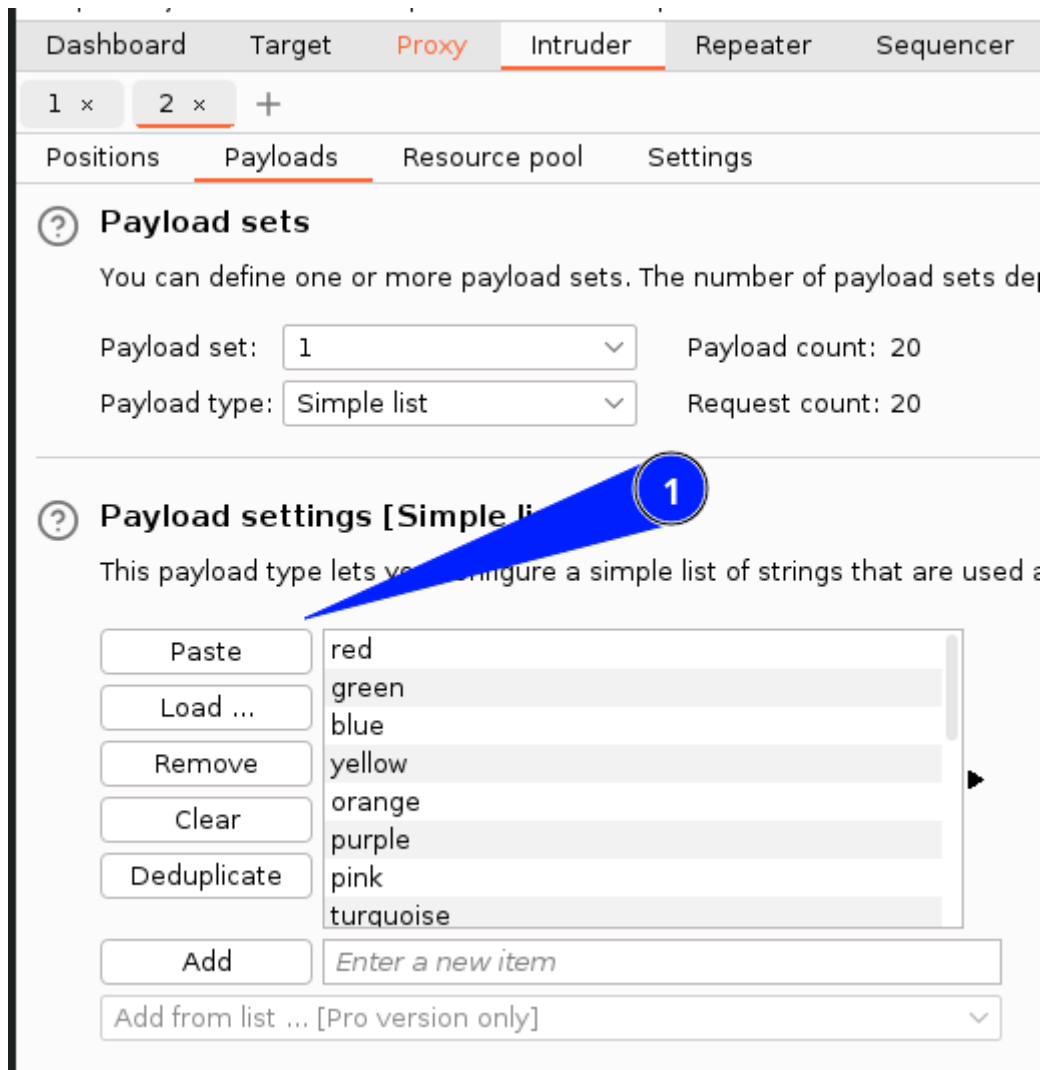 Dashboard Target Proxy Intruder Repeater Sequencer
1 × 2 × +
Positions Payloads Resource pool Settings
? Payload sets
You can define one or more payload sets. The number of payload sets
Payload set: 1 Payload count: 20
Payload type: Simple list Request count: 20
1
? Payload settings [Simple
This payload type lets a simple list of strings that are used
Paste
Load ...
Remove
Clear
Deduplicate
red
green
blue
yellow
orange
purple
pink
turquoise
Add Enter a new item
Add from list ... [Pro version only]